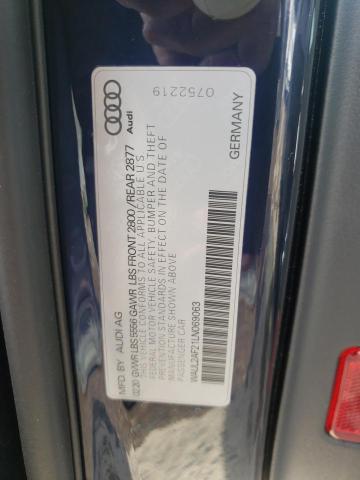 MFD. BY AUDI AG
02/20 GVWR LBS 5556 GAWR LBS FRONT 2800 / REAR 2877
THIS VEHICLE CONFORMS TO ALL APPLICABLE U S
FEDERAL MOTOR VEHICLE SAFETY, BUMPER AND THEFT
PREVENTION STANDARDS IN EFFECT ON THE DATE OF
MANUFACTURE SHOWN ABOVE
PASSENGER CAR
WAUL2AF21LN069063
GERMANY
Audi
0752219